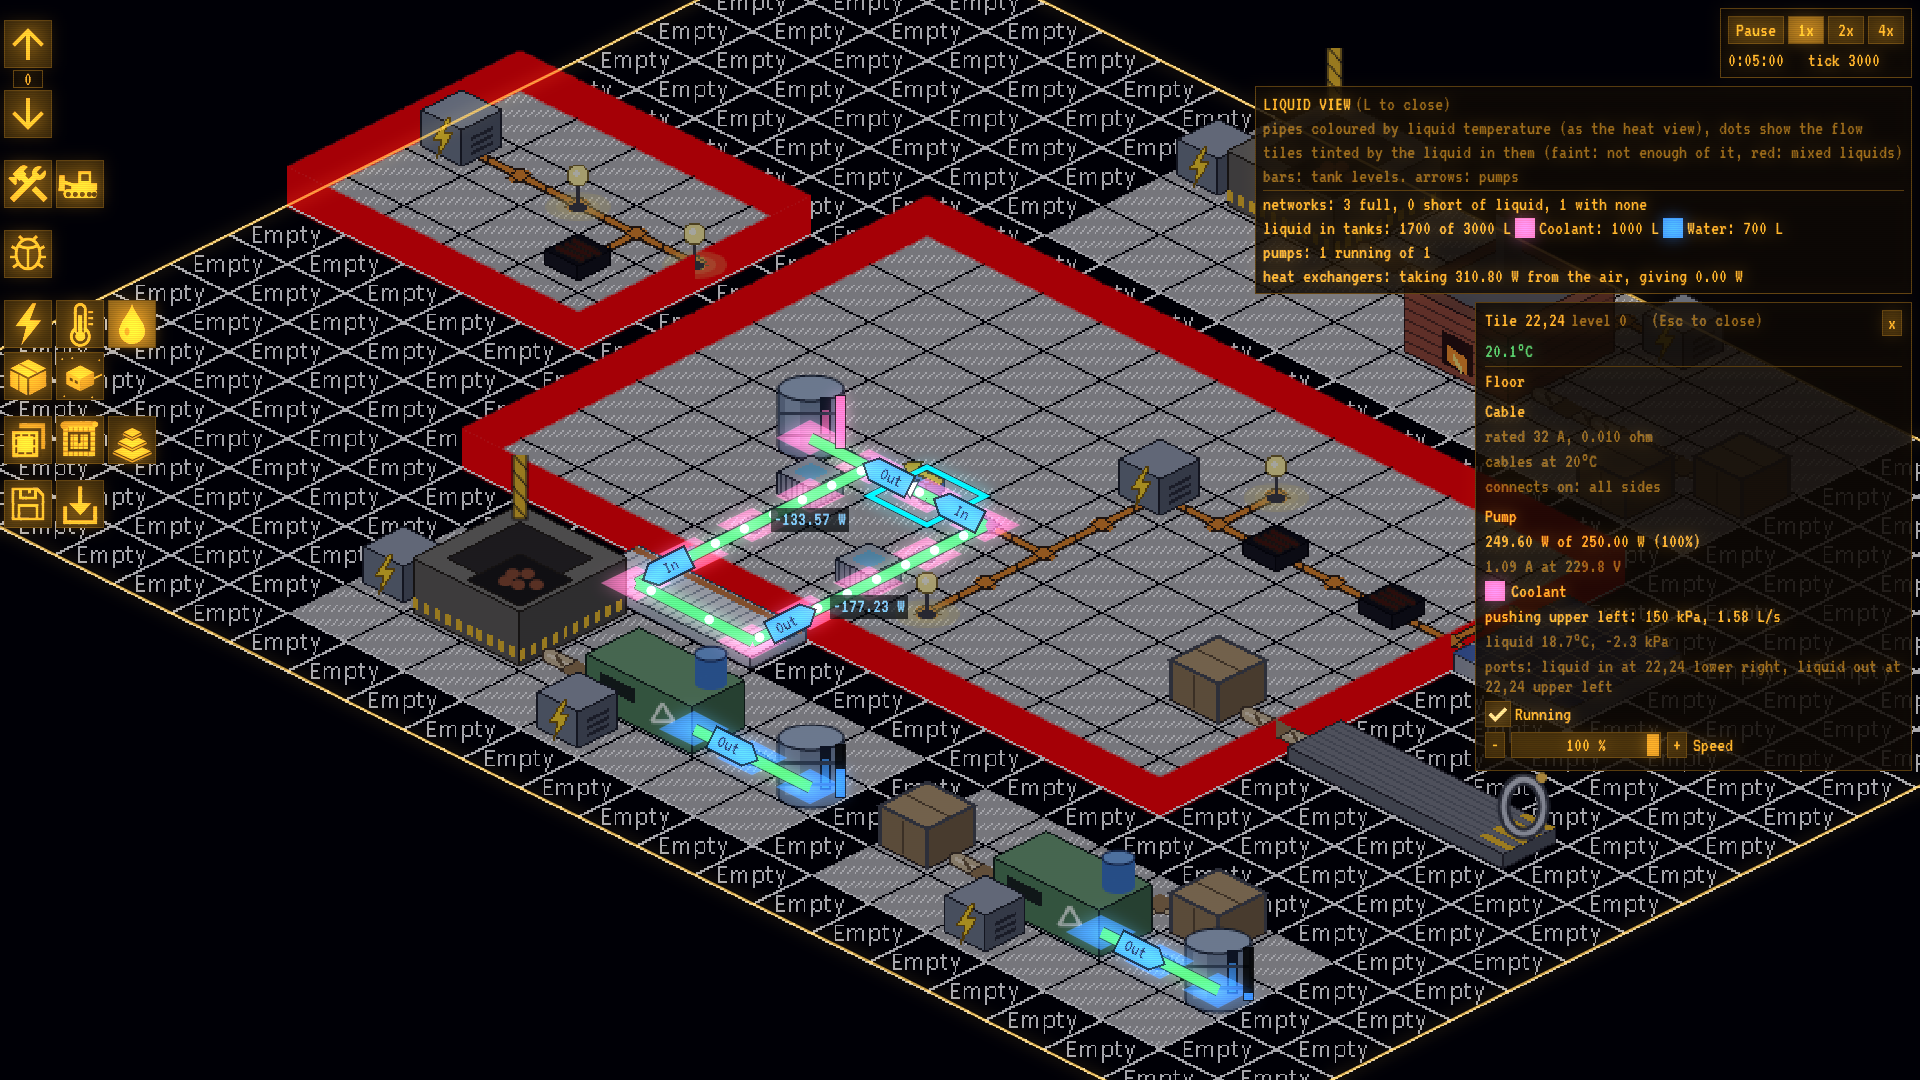 0
Pause 1x 2x 4x
0:05:00 tick 3000
LIQUID VIEW (L to close)
pipes coloured by liquid temperature (as the heat view), dots show the flow
tiles tinted by the liquid in them (faint: not enough of it, red: mixed liquids)
bars: tank levels. arrows: pumps
networks: 3 full, 0 short of liquid, 1 with none
liquid in tanks: 1700 of 3000 L Coolant: 1000 L Water: 700 L
pumps: 1 running of 1
heat exchangers: taking 310.80 W from the air, giving 0.00 W
Tile 22,24 level 0 (Esc to close)
x
20.1°C
Floor
Cable
rated 32 A, 0.010 ohm
cables at 20°C
connects on: all sides
Pump
249.60 W of 250.00 W (100%)
1.09 A at 229.8 V
Coolant
pushing upper left: 150 kPa, 1.58 L/s
liquid 18.7°C, -2.3 kPa
ports: liquid in at 22,24 lower right, liquid out at
22,24 upper left
Running
- 100 % + Speed
Out
In
-133.57 W
In
-177.23 W
Out
Out
Out
Empty